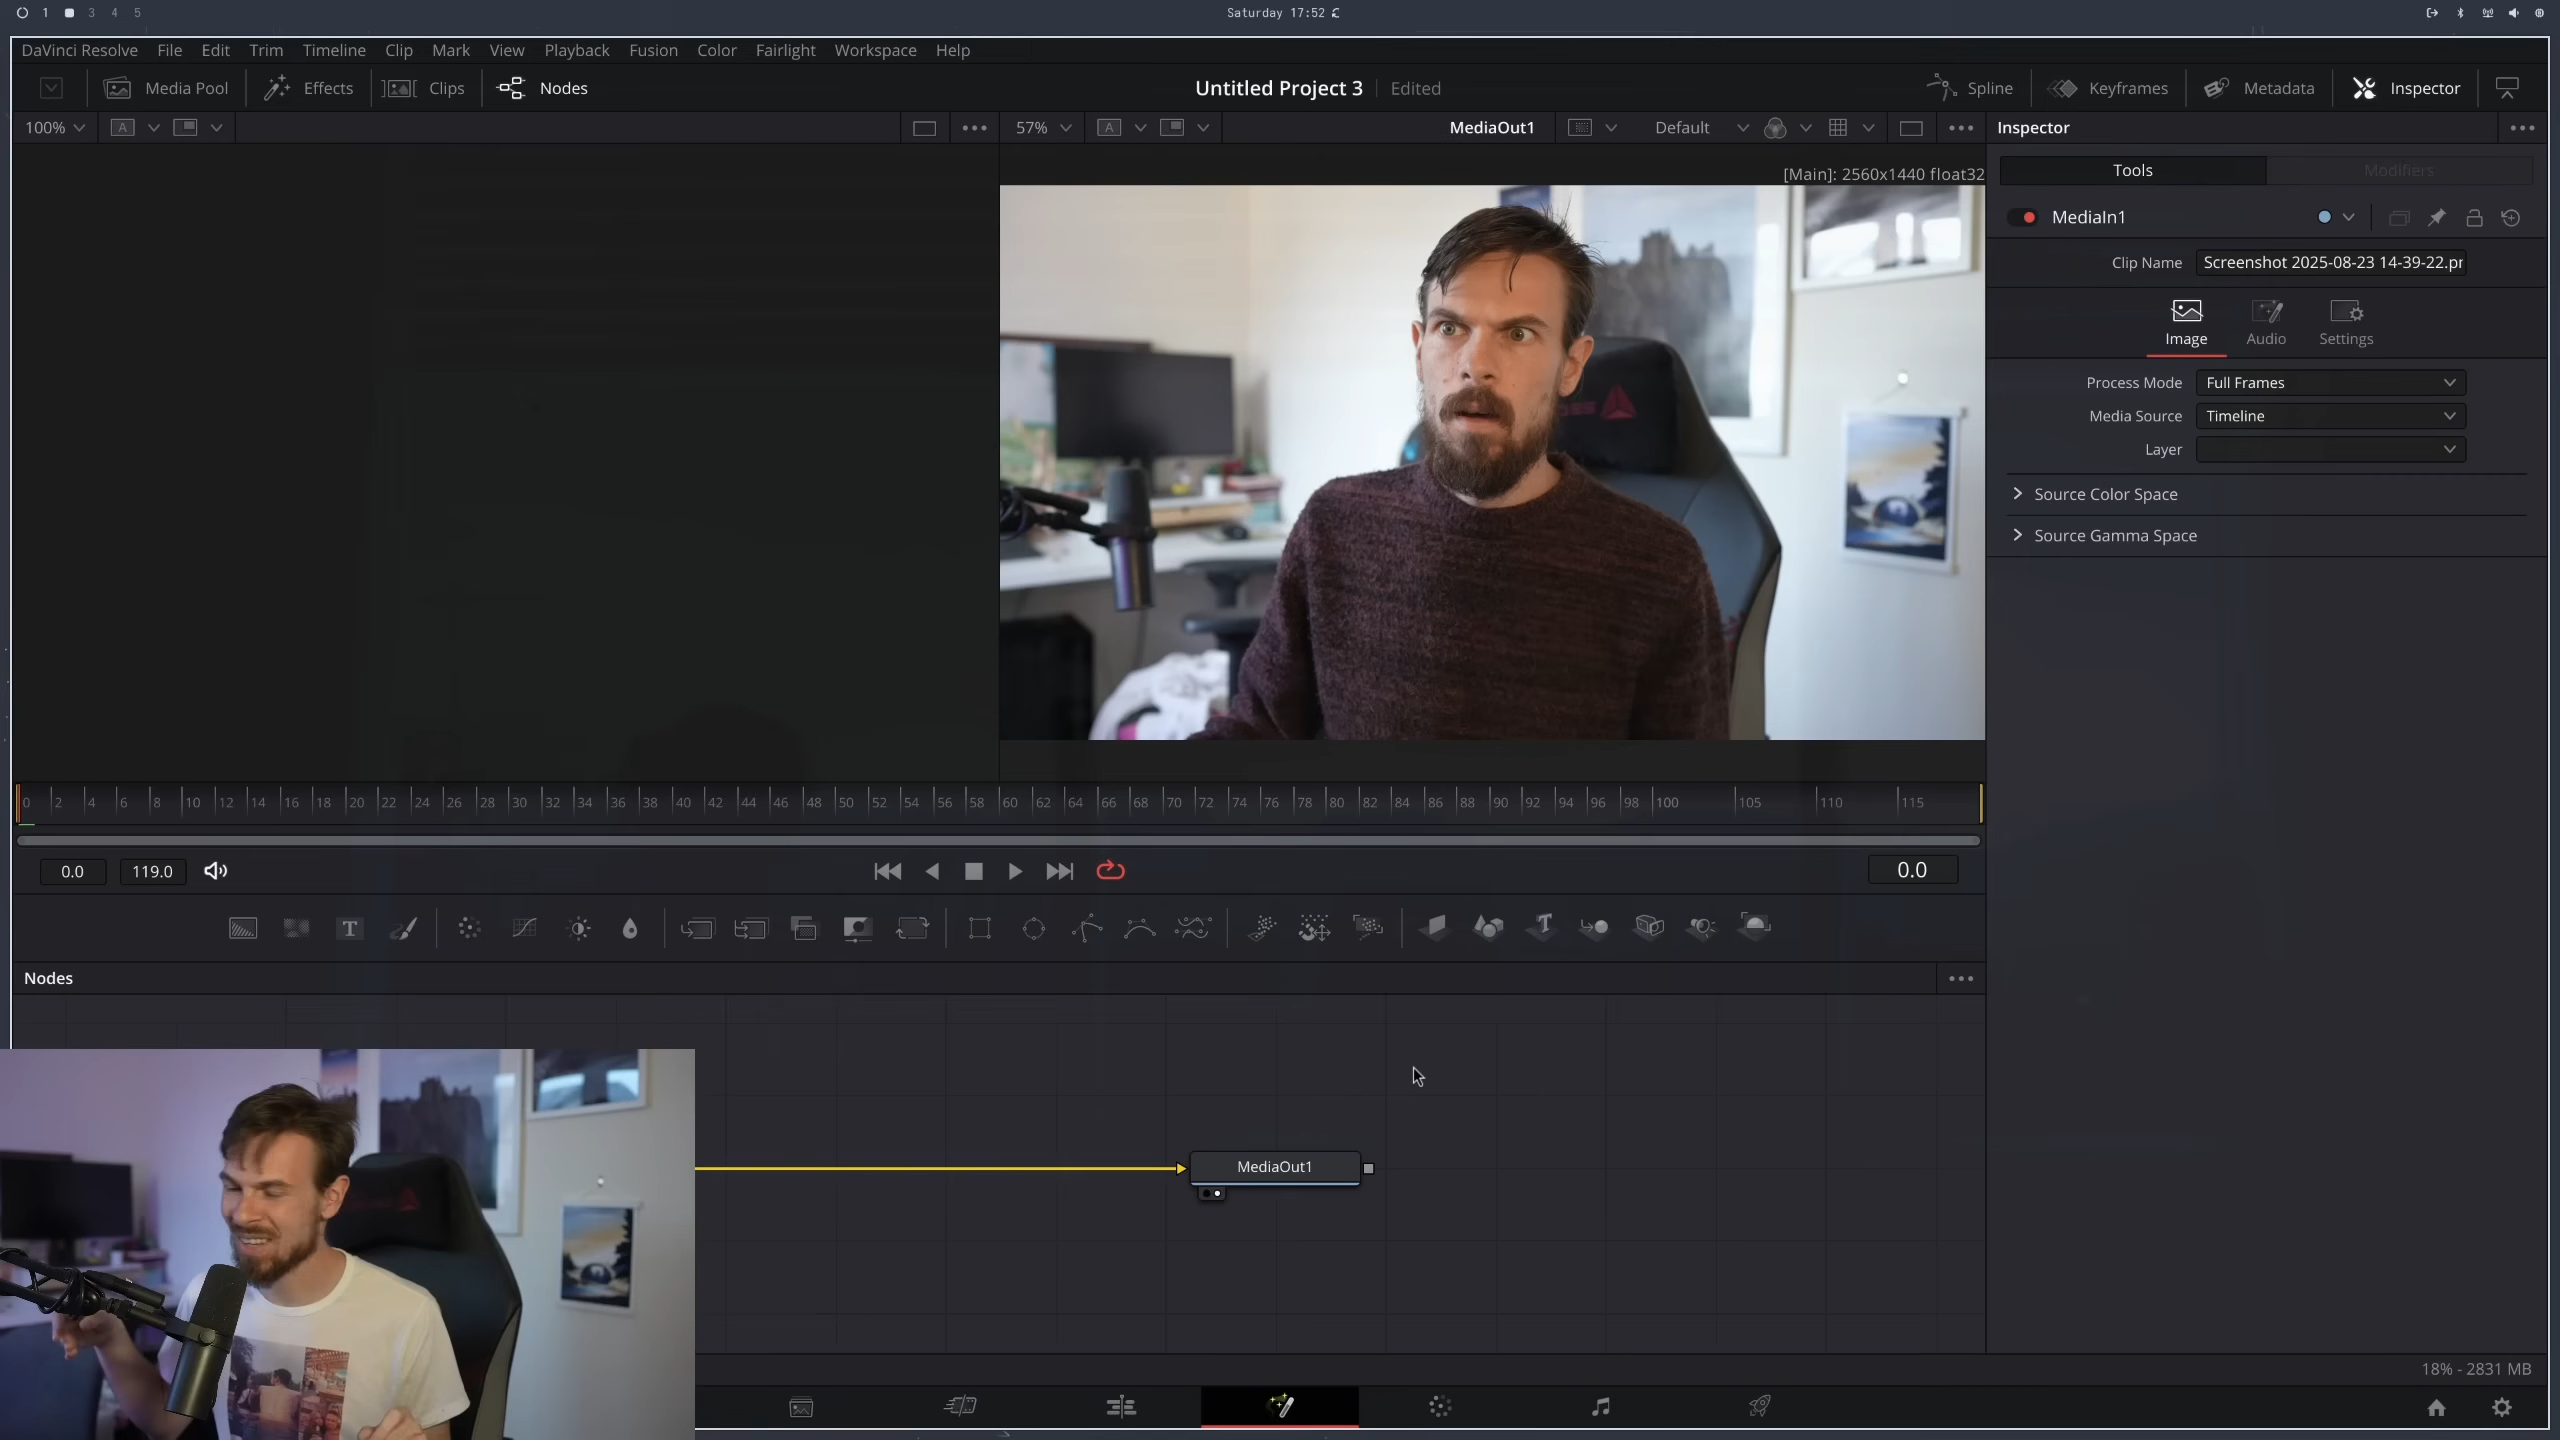 1 3 4 5 Saturday 17:52
DaVinci Resolve File Edit Trim Timeline Clip Mark View Playback Fusion Color Fairlight Workspace Help
Media Pool Effects Clips Nodes Untitled Project 3 Edited Spline Keyframes Metadata Inspector
100% A 57% A MediaOut1 Default Inspector
[Main]: 2560x1440 float32
Tools Modifiers
MediaIn1
Clip Name Screenshot 2025-08-23 14-39-22.pr
Image Audio Settings
Process Mode Full Frames
Media Source Timeline
Layer
Source Color Space
Source Gamma Space
0 2 4 6 8 10 12 14 16 18 20 22 24 26 28 30 32 34 36 38 40 42 44 46 48 50 52 54 56 58 60 62 64 66 68 70 72 74 76 78 80 82 84 86 88 90 92 94 96 98 100 105 110 115
0.0 119.0 0.0
T T
Nodes
MediaOut1
18% - 2831 MB